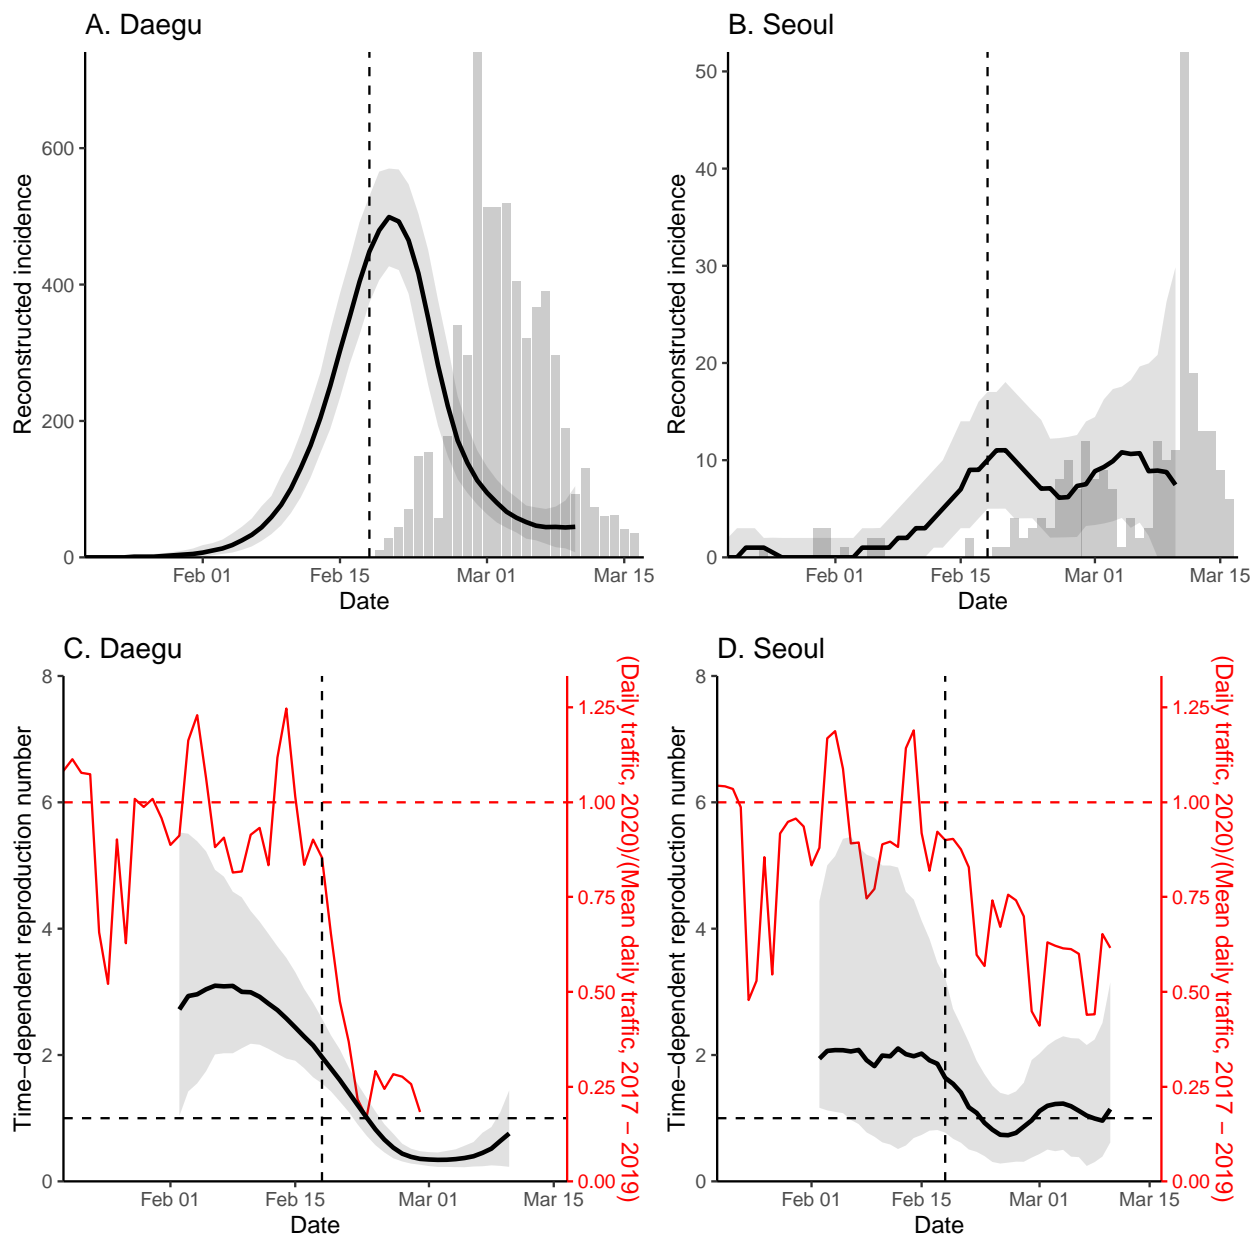 A. Daegu
Reconstructed incidence
600
400
200
0
Feb 01
Feb 15
Mar 01
Mar 15
Date
B. Seoul
Reconstructed incidence
50
40
30
20
10
0
Feb 01
Feb 15
Mar 01
Mar 15
Date
C. Daegu
Time−dependent reproduction number
8
6
4
2
1
0
Feb 01
Feb 15
Mar 01
Mar 15
Date
1.25
1.00
0.75
0.50
0.25
0.00
(Daily traffic, 2020)/(Mean daily traffic, 2017 − 2019)
D. Seoul
Time−dependent reproduction number
8
6
4
2
1
0
Feb 01
Feb 15
Mar 01
Mar 15
Date
1.25
1.00
0.75
0.50
0.25
0.00
(Daily traffic, 2020)/(Mean daily traffic, 2017 − 2019)